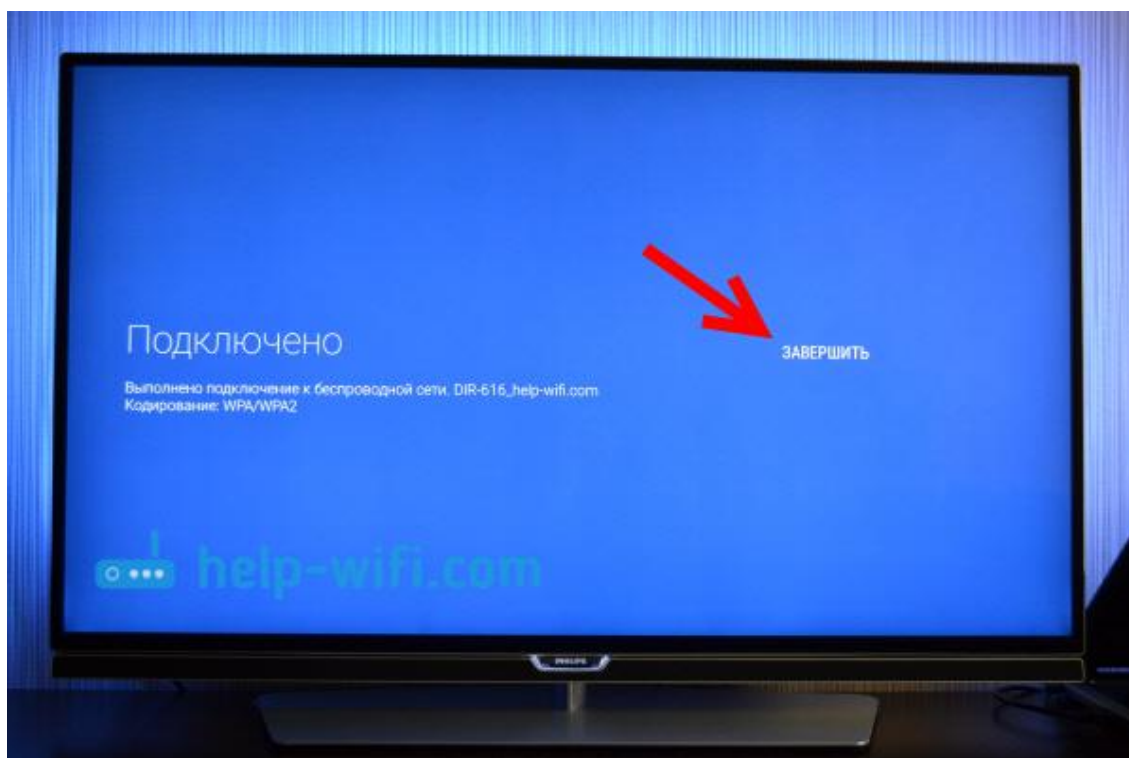 Подключено
Выполнено подключение к беспроводной сети. DIR-616_help-wifi.com
Кодирование: WPA/WPA2
ЗАВЕРШИТЬ
help-wifi.com
PHILIPS